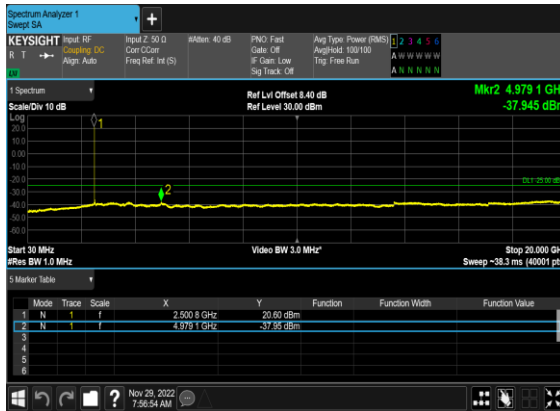 Spectrum Analyzer 1
Swept SA
+
KEYSIGHT Input: RF Input Z: 50 Ω #Atten: 40 dB PNO: Fast Avg Type: Power (RMS) 1 2 3 4 5 6
R T Coupling: DC Corr CCorr Gate: Off Avg|Hold: 100/100 A W W W W W
Align: Auto Freq Ref: Int (S) IF Gain: Low Trig: Free Run
Sig Track: Off A N N N N N
1 Spectrum Ref Lvl Offset 8.40 dB Mkr2 4.979 1 GH
Scale/Div 10 dB Ref Level 30.00 dBm -37.945 dB
Log
20.0
10.0
0.00
-10.0
-20.0
-30.0
-40.0
-50.0
-60.0
1
2
DL1 -25.00 dB
Start 30 MHz Video BW 3.0 MHz* Stop 20.000 GH
#Res BW 1.0 MHz Sweep ~38.3 ms (40001 pt
5 Marker Table
Mode Trace Scale X Y Function Function Width Function Value
1 N 1 f 2.500 8 GHz 20.60 dBm
2 N 1 f 4.979 1 GHz -37.95 dBm
3
4
5
6
? Nov 29, 2022
7:56:54 AM